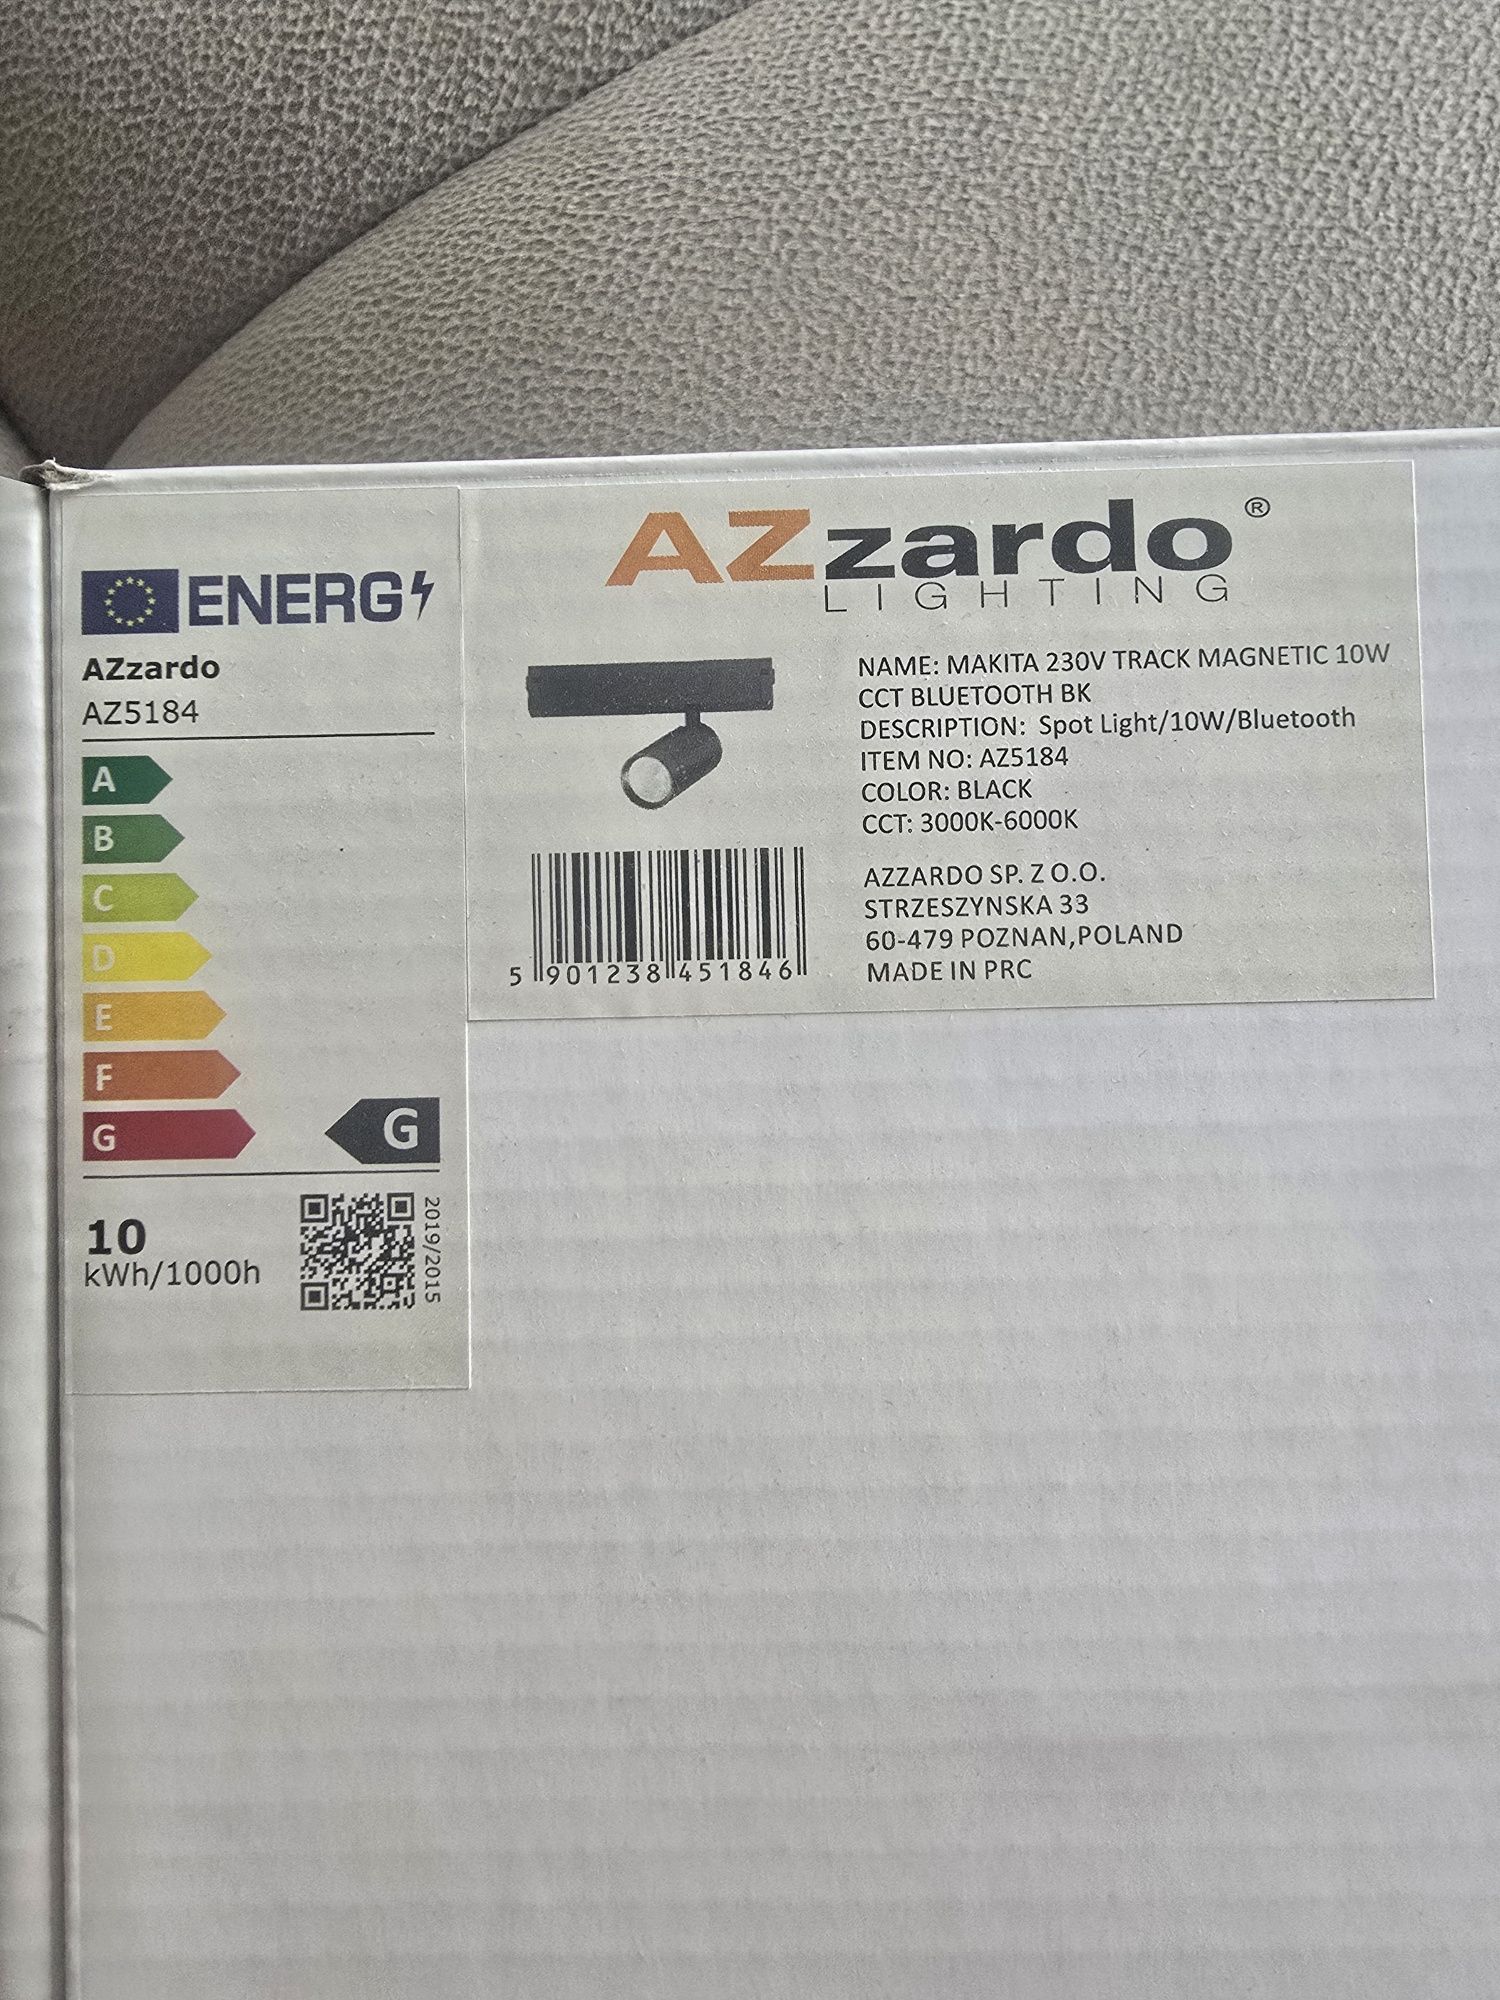 ENERG
AZzardo
AZ5184
A
B
C
D
E
F
G
G
10
kWh/1000h
2019/2015
AZzardo®
LIGHTING
NAME: MAKITA 230V TRACK MAGNETIC 10W
CCT BLUETOOTH BK
DESCRIPTION: Spot Light/10W/Bluetooth
ITEM NO: AZ5184
COLOR: BLACK
CCT: 3000K-6000K
AZZARDO SP. Z O.O.
STRZESZYNSKA 33
60-479 POZNAN,POLAND
MADE IN PRC
5 901238 451846